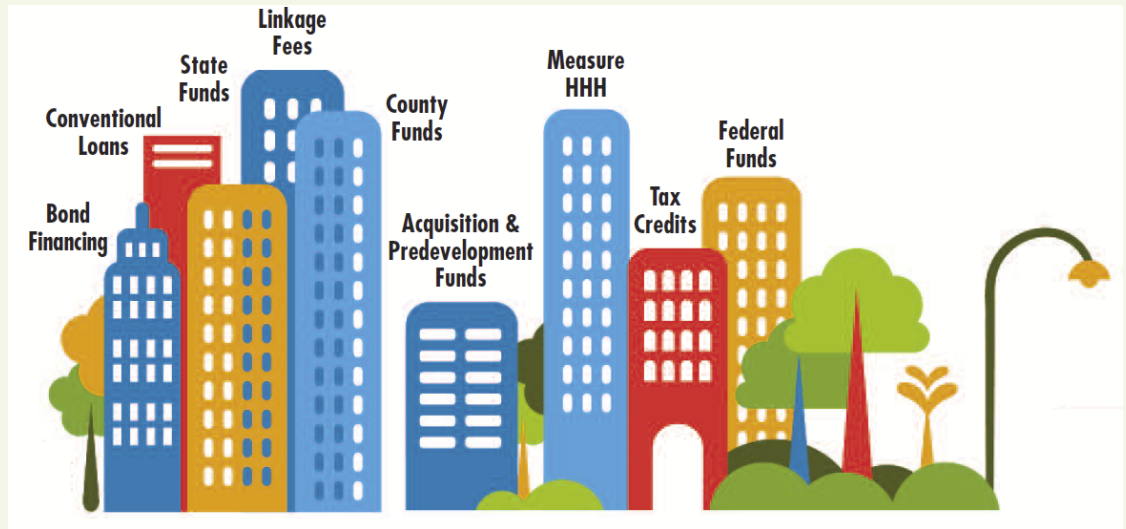 Linkage
Fees
State
Funds
Conventional
Loans
County
Funds
Bond
Financing
Acquisition &
Predevelopment
Funds
Measure
HHH
Tax
Credits
Federal
Funds